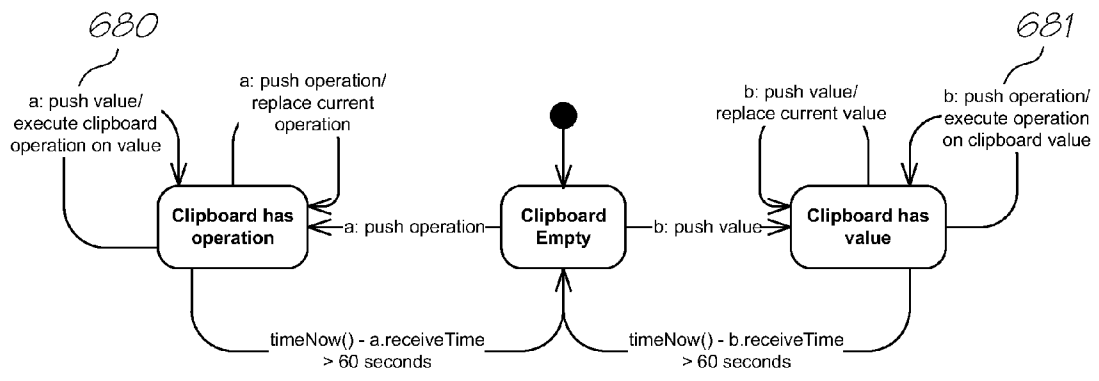 680
681
a: push value/
execute clipboard
operation on value
a: push operation/
replace current
operation
b: push value/
replace current value
b: push operation/
execute operation
on clipboard value
Clipboard has
operation
a: push operation
Clipboard
Empty
b: push value
Clipboard has
value
timeNow() - a.receiveTime
> 60 seconds
timeNow() - b.receiveTime
> 60 seconds